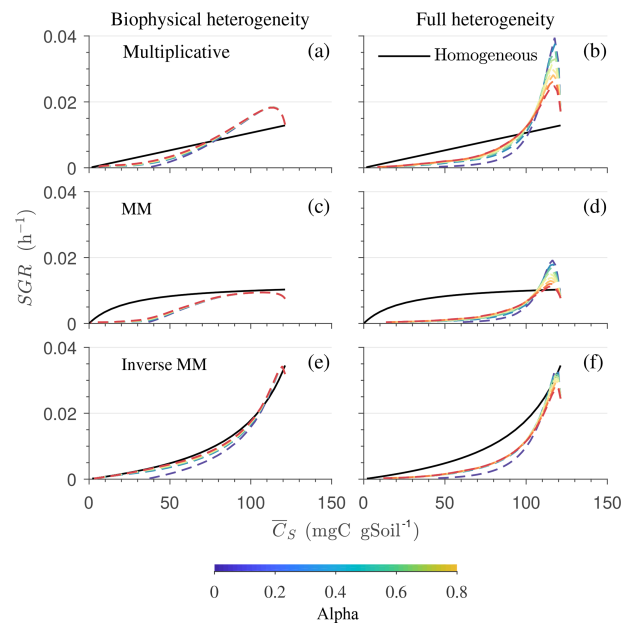 Biophysical heterogeneity Full heterogeneity
0.04 Multiplicative (a) Homogeneous (b)
0.02
0
0.04 MM (c) (d)
0.02
0
SGR (h⁻¹)
0.04 Inverse MM (e) (f)
0.02
0
0 50 100 150 0 50 100 150
C̅_S (mgC gSoil⁻¹)
0 0.2 0.4 0.6 0.8
Alpha